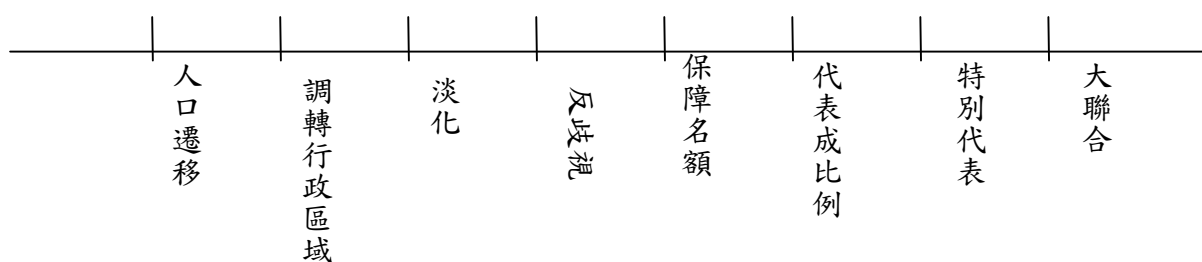 人口遷移
調轉行政區域
淡化
反歧視
保障名額
代表成比例
特別代表
大聯合